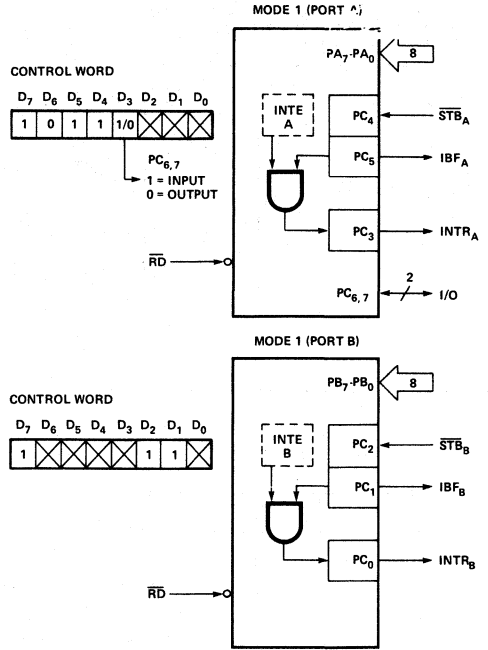 MODE 1 (PORT A)
CONTROL WORD
D7 D6 D5 D4 D3 D2 D1 D0
1 0 1 1 1/0
PC6,7
1 = INPUT
0 = OUTPUT
PA7-PA0
8
INTE
A
PC4
STBA
PC5
IBFA
PC3
INTRA
RD
PC6,7
2
I/O
MODE 1 (PORT B)
CONTROL WORD
D7 D6 D5 D4 D3 D2 D1 D0
1 1 1
PB7-PB0
8
INTE
B
PC2
STBB
PC1
IBFB
PC0
INTRB
RD